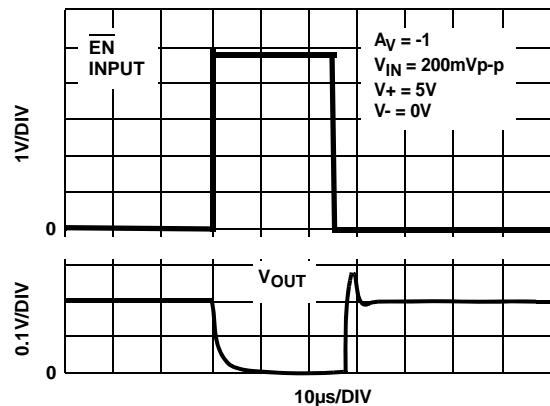 EN
INPUT
A_V = -1
V_IN = 200mVp-p
V+ = 5V
V- = 0V
1V/DIV
0
V_OUT
0.1V/DIV
0
10µs/DIV